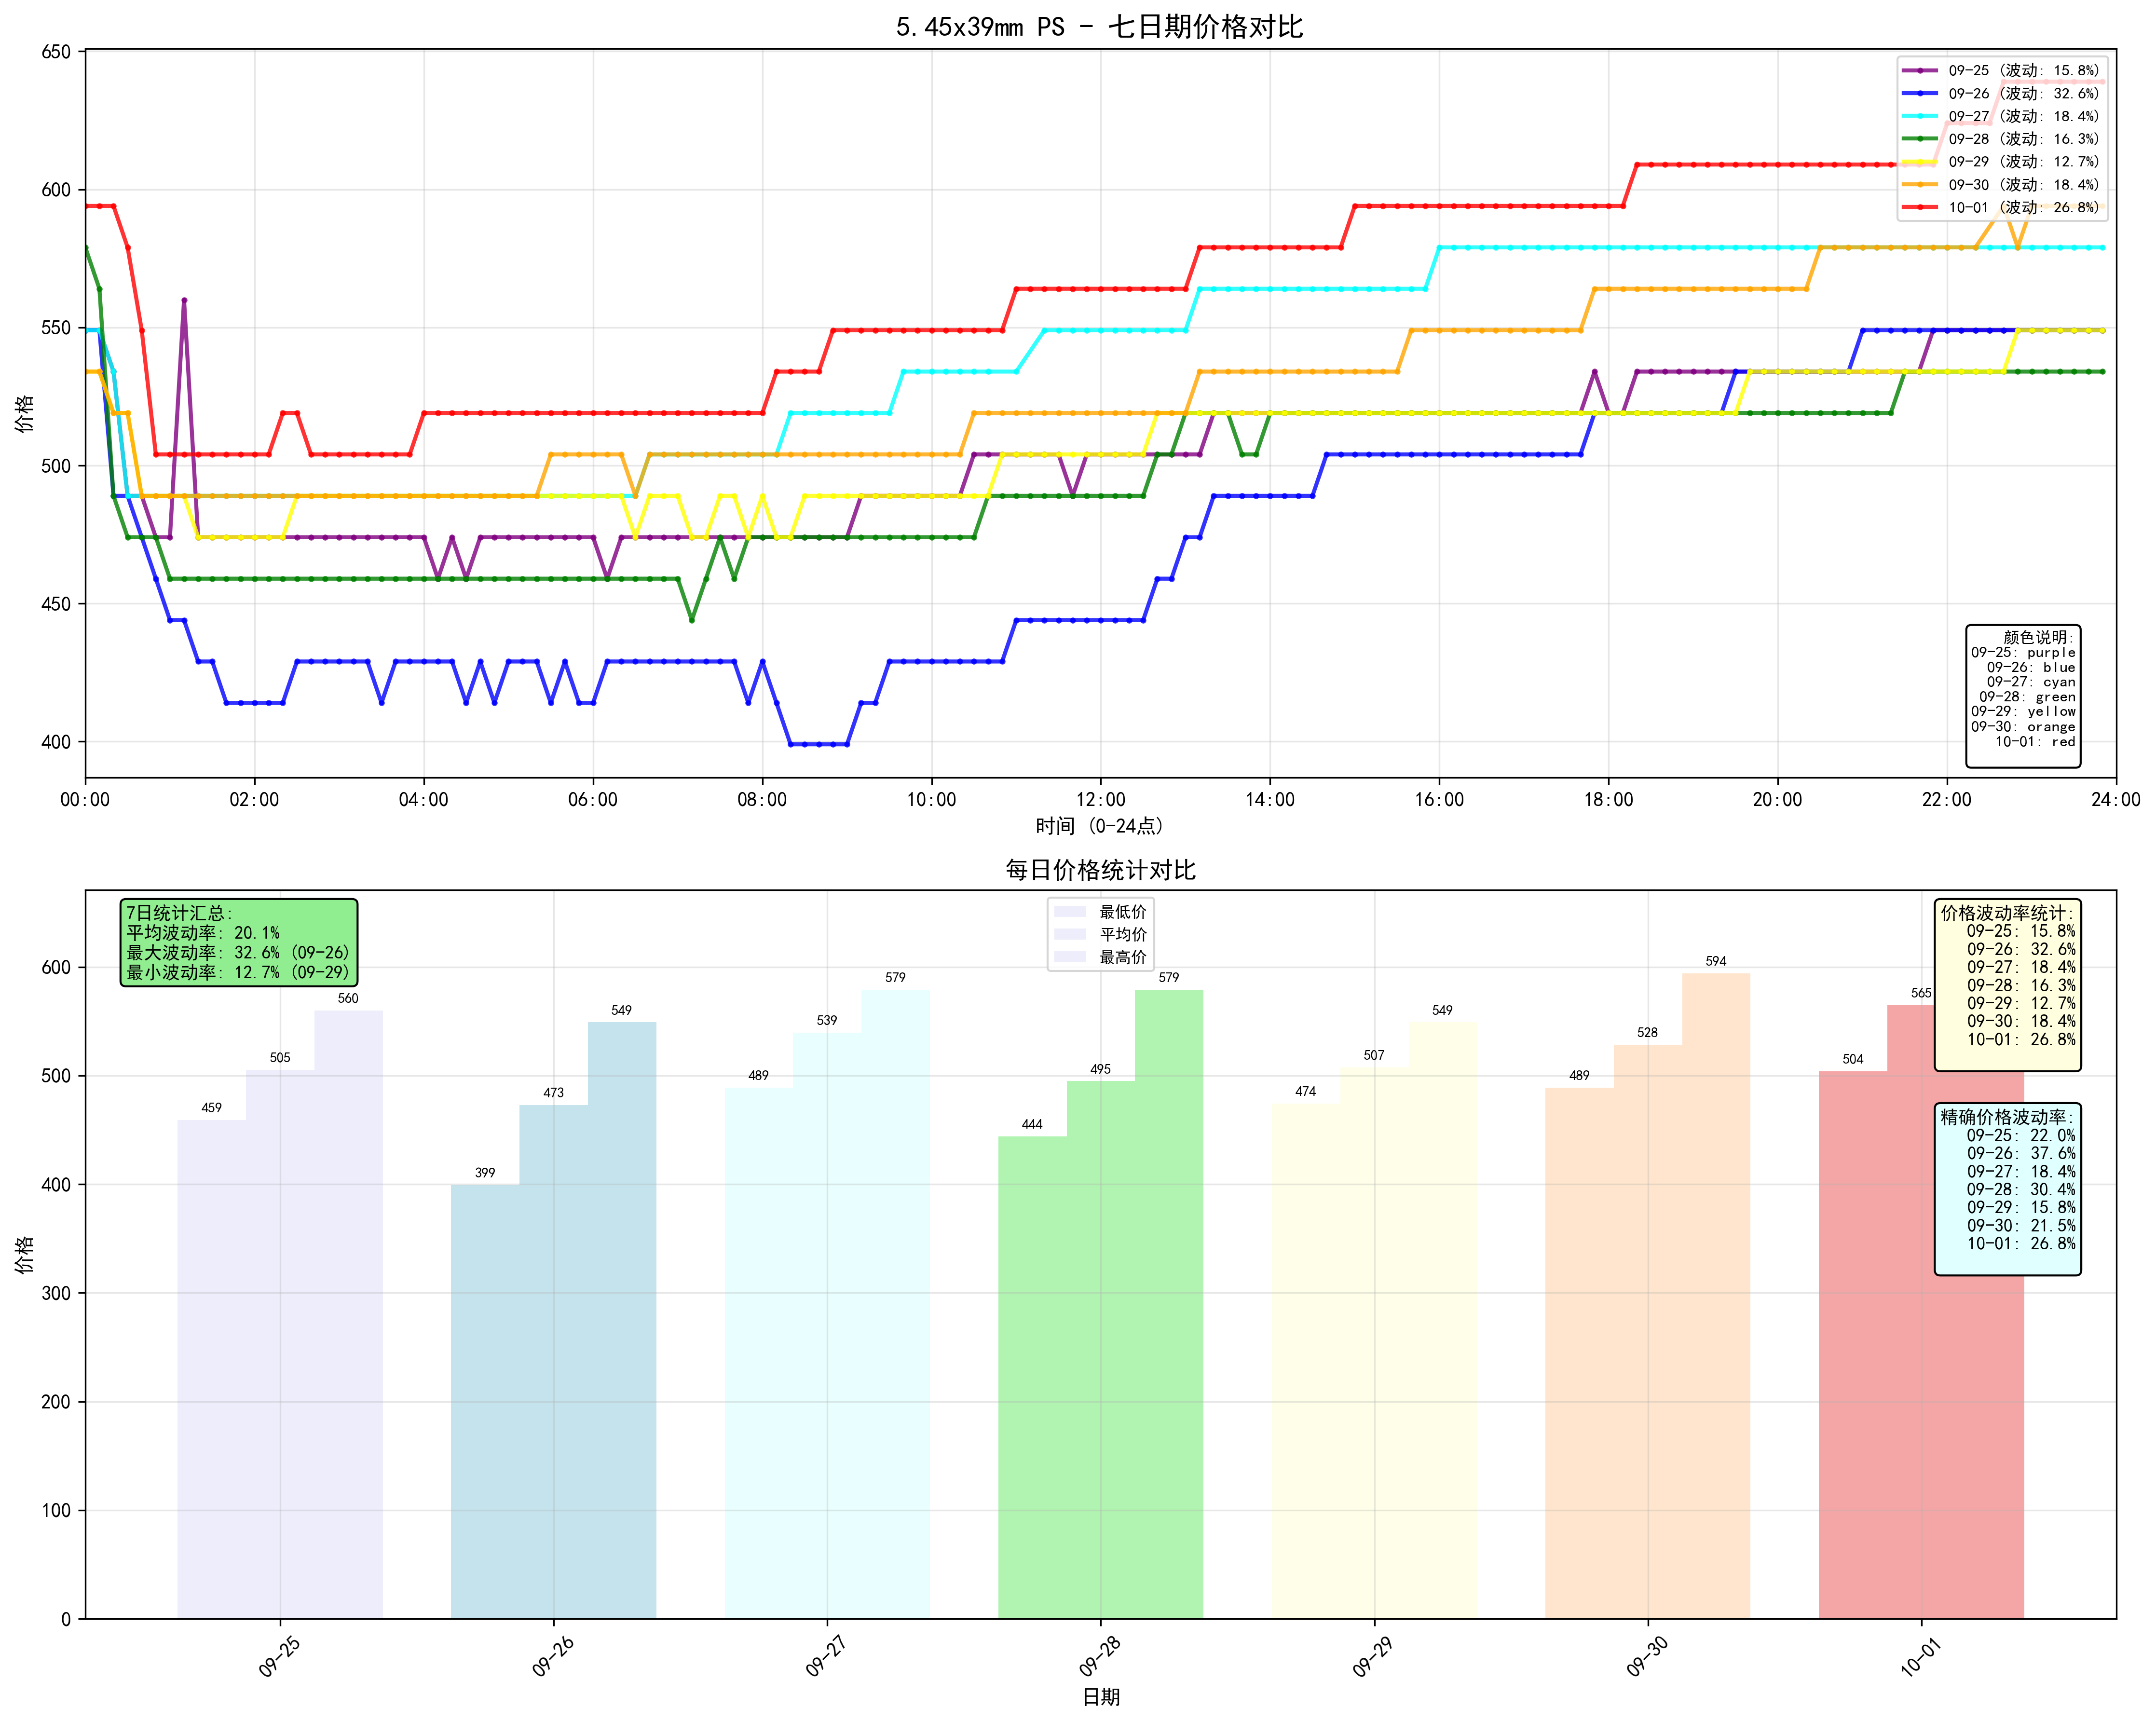 5.45x39mm PS - 七日期价格对比
650
600
550
500
450
400
价格
09-25 (波动: 15.8%)
09-26 (波动: 32.6%)
09-27 (波动: 18.4%)
09-28 (波动: 16.3%)
09-29 (波动: 12.7%)
09-30 (波动: 18.4%)
10-01 (波动: 26.8%)
颜色说明:
09-25: purple
09-26: blue
09-27: cyan
09-28: green
09-29: yellow
09-30: orange
10-01: red
00:00 02:00 04:00 06:00 08:00 10:00 12:00 14:00 16:00 18:00 20:00 22:00 24:00
时间 (0-24点)
每日价格统计对比
7日统计汇总:
平均波动率: 20.1%
最大波动率: 32.6% (09-26)
最小波动率: 12.7% (09-29)
最低价
平均价
最高价
价格波动率统计:
09-25: 15.8%
09-26: 32.6%
09-27: 18.4%
09-28: 16.3%
09-29: 12.7%
09-30: 18.4%
10-01: 26.8%
精确价格波动率:
09-25: 22.0%
09-26: 37.6%
09-27: 18.4%
09-28: 30.4%
09-29: 15.8%
09-30: 21.5%
10-01: 26.8%
600
500
400
300
200
100
0
价格
459 505 560
399 473 549
489 539 579
444 495 579
474 507 549
489 528 594
504 565
09-25 09-26 09-27 09-28 09-29 09-30 10-01
日期